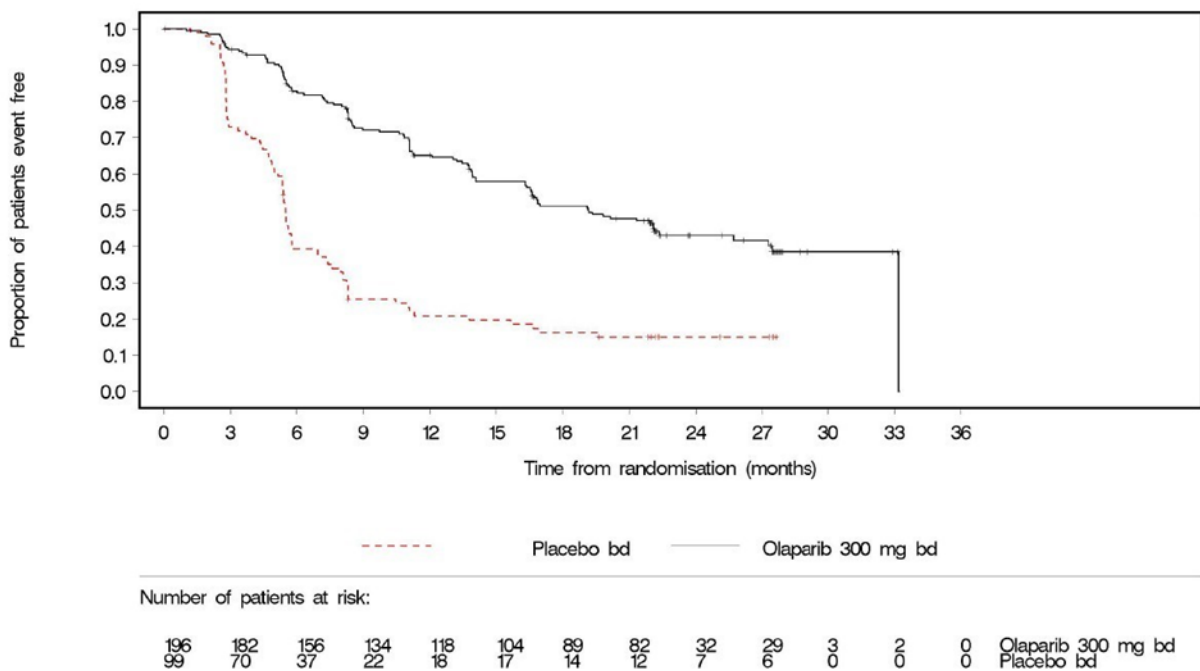 Proportion of patients event free
1.0
0.9
0.8
0.7
0.6
0.5
0.4
0.3
0.2
0.1
0.0
0 3 6 9 12 15 18 21 24 27 30 33 36
Time from randomisation (months)
Placebo bd Olaparib 300 mg bd
Number of patients at risk:
196 182 156 134 118 104 89 82 32 29 3 2 0 Olaparib 300 mg bd
99 70 37 22 18 17 14 12 7 6 0 0 0 Placebo bd